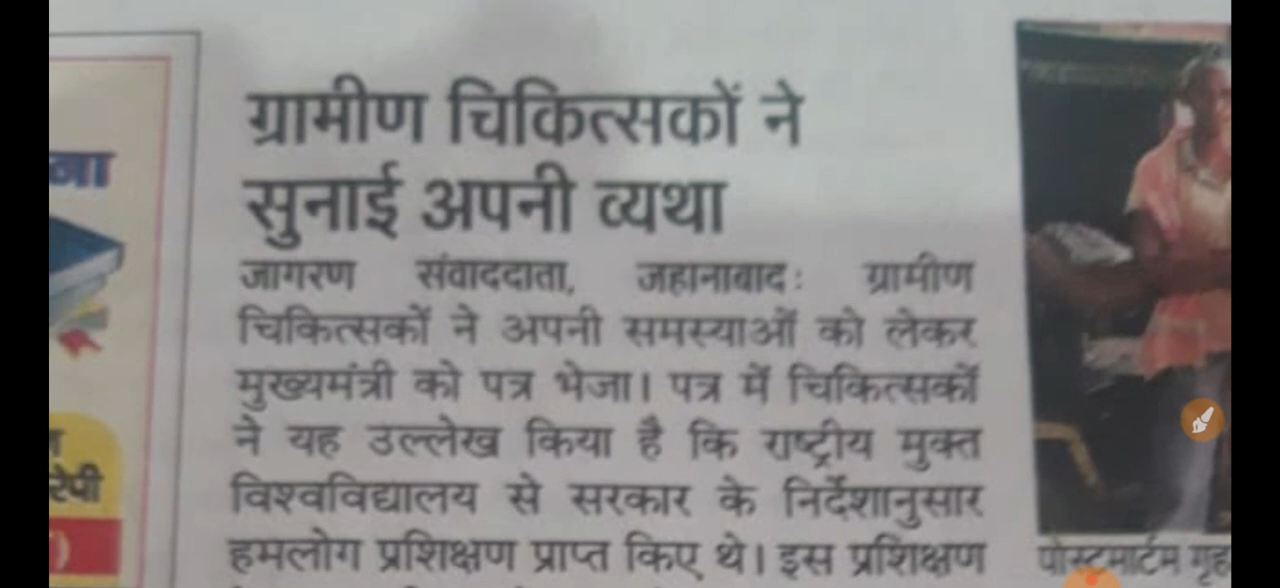 ग्रामीण चिकित्सकों ने
सुनाई अपनी व्यथा
जागरण संवाददाता, जहानाबाद: ग्रामीण
चिकित्सकों ने अपनी समस्याओं को लेकर
मुख्यमंत्री को पत्र भेजा। पत्र में चिकित्सकों
ने यह उल्लेख किया है कि राष्ट्रीय मुक्त
विश्वविद्यालय से सरकार के निर्देशानुसार
हमलोग प्रशिक्षण प्राप्त किए थे। इस प्रशिक्षण
पोस्टमार्टम गृह